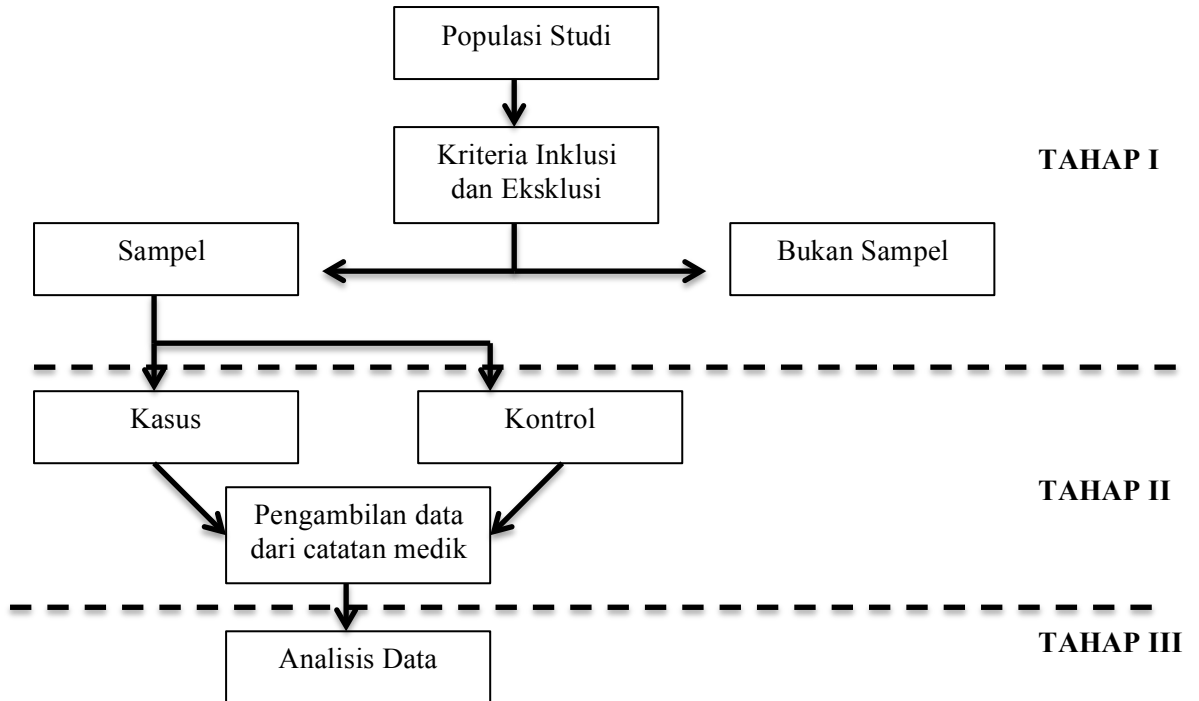 Populasi Studi
Kriteria Inklusi
dan Eksklusi
TAHAP I
Sampel
Bukan Sampel
Kasus
Kontrol
Pengambilan data
dari catatan medik
TAHAP II
Analisis Data
TAHAP III